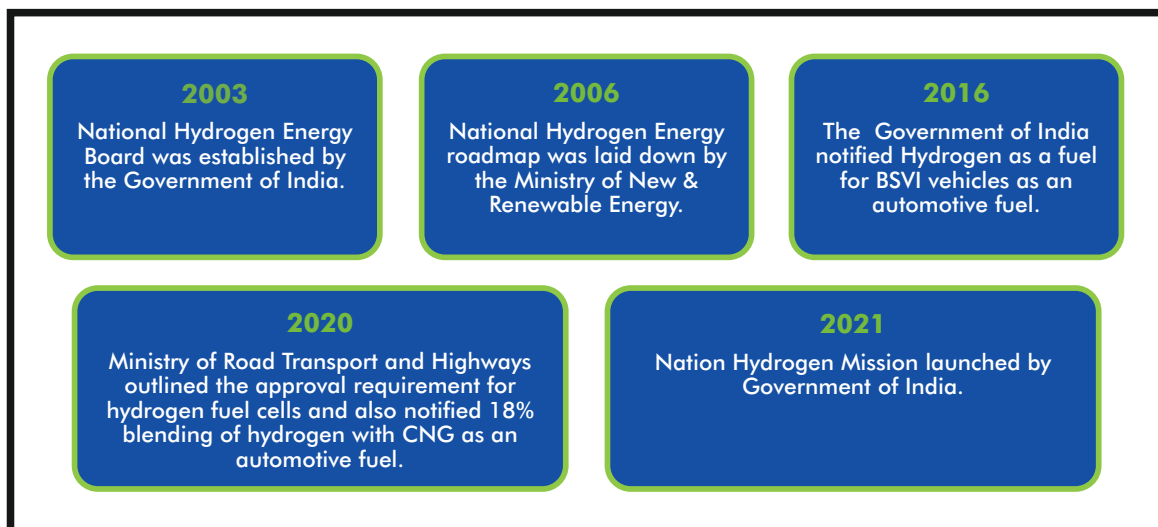 2003
National Hydrogen Energy
Board was established by
the Government of India.
2006
National Hydrogen Energy
roadmap was laid down by
the Ministry of New &
Renewable Energy.
2016
The Government of India
notified Hydrogen as a fuel
for BSVI vehicles as an
automotive fuel.
2020
Ministry of Road Transport and Highways
outlined the approval requirement for
hydrogen fuel cells and also notified 18%
blending of hydrogen with CNG as an
automotive fuel.
2021
Nation Hydrogen Mission launched by
Government of India.